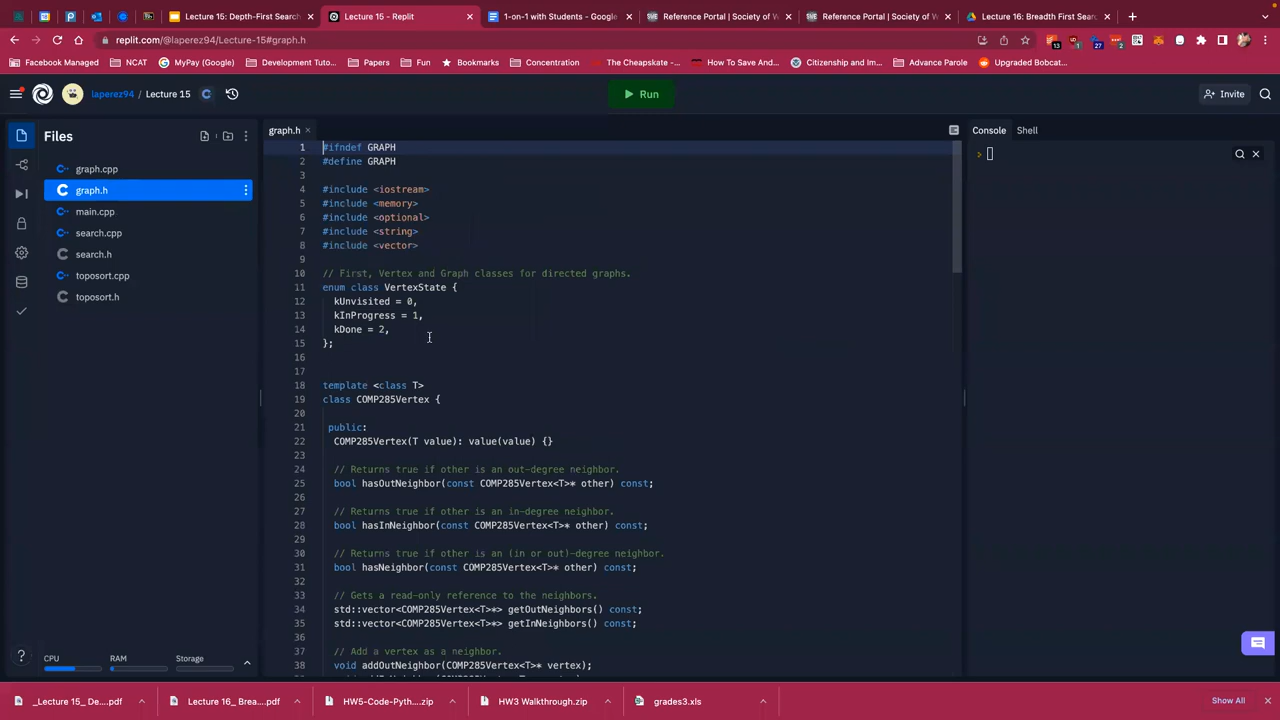 Lecture 15: Depth-First Search
Lecture 15 - Replit
1-on-1 with Students - Google
Reference Portal | Society of W
Reference Portal | Society of W
Lecture 16: Breadth First Sear
replit.com/@laperez94/Lecture-15#graph.h
Facebook Managed
NCAT
MyPay (Google)
Development Tuto...
Papers
Fun
Bookmarks
Concentration
The Cheapskate -...
How To Save And...
Citizenship and Im...
Advance Parole
Upgraded Bobcat...
laperez94 / Lecture 15
Run
Invite
Files
graph.cpp
graph.h
main.cpp
search.cpp
search.h
toposort.cpp
toposort.h
CPU
RAM
Storage
graph.h
1 #ifndef GRAPH
2 #define GRAPH
3
4 #include <iostream>
5 #include <memory>
6 #include <optional>
7 #include <string>
8 #include <vector>
9
10 // First, Vertex and Graph classes for directed graphs.
11 enum class VertexState {
12 kUnvisited = 0,
13 kInProgress = 1,
14 kDone = 2,
15 };
16
17
18 template <class T>
19 class COMP285Vertex {
20
21 public:
22 COMP285Vertex(T value): value(value) {}
23
24 // Returns true if other is an out-degree neighbor.
25 bool hasOutNeighbor(const COMP285Vertex<T>* other) const;
26
27 // Returns true if other is an in-degree neighbor.
28 bool hasInNeighbor(const COMP285Vertex<T>* other) const;
29
30 // Returns true if other is an (in or out)-degree neighbor.
31 bool hasNeighbor(const COMP285Vertex<T>* other) const;
32
33 // Gets a read-only reference to the neighbors.
34 std::vector<COMP285Vertex<T>*> getOutNeighbors() const;
35 std::vector<COMP285Vertex<T>*> getInNeighbors() const;
36
37 // Add a vertex as a neighbor.
38 void addOutNeighbor(COMP285Vertex<T>* vertex);
Console
Shell
_Lecture 15_ De....pdf
Lecture 16_ Brea....pdf
HW5-Code-Pyth....zip
HW3 Walkthrough.zip
grades3.xls
Show All